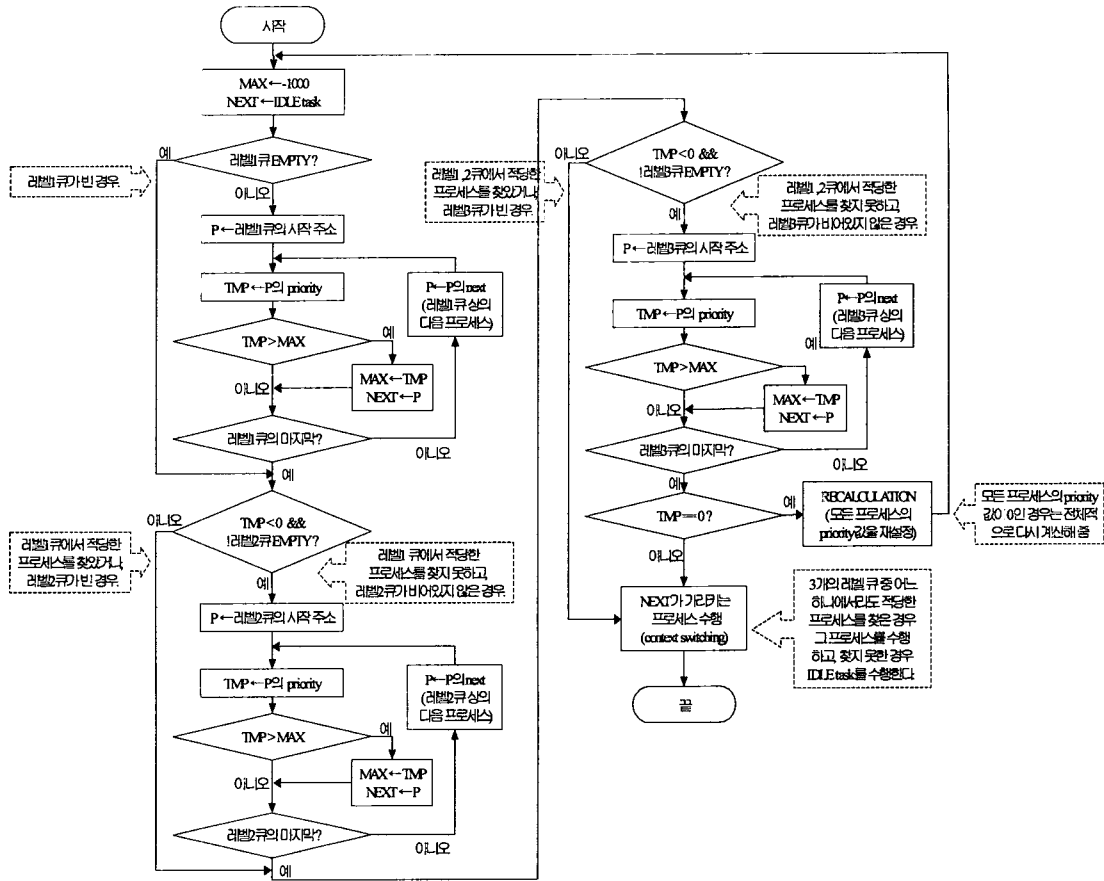 시작
MAX←-1000
NEXT←IDLE task
예
레벨1큐 EMPTY?
레벨1큐가 빈 경우.
아니오
P←레벨1큐의 시작 주소
TMP←P의 priority
P←P의 next
(레벨1큐 상의
다음 프로세스)
TMP>MAX
예
MAX←TMP
NEXT←P
아니오
레벨1큐의 마지막?
아니오
예
아니오
TMP<0 &&
!레벨2큐 EMPTY?
레벨1큐에서 적당한
프로세스를 찾았거나,
레벨2큐가 빈 경우.
레벨1 큐에서 적당한
프로세스를 찾지 못하고,
레벨2큐가 비어있지 않은 경우
예
P←레벨2큐의 시작 주소
TMP←P의 priority
P←P의 next
(레벨2큐 상의
다음 프로세스)
TMP>MAX
예
MAX←TMP
NEXT←P
아니오
레벨2큐의 마지막?
아니오
예
아니오
TMP<0 &&
!레벨3큐 EMPTY?
레벨1,2큐에서 적당한
프로세스를 찾았거나,
레벨3큐가 빈 경우
레벨1,2큐에서 적당한
프로세스를 찾지 못하고,
레벨3큐가 비어있지 않은 경우.
예
P←레벨3큐의 시작 주소
TMP←P의 priority
P←P의 next
(레벨3큐 상의
다음 프로세스)
예
TMP>MAX
MAX←TMP
NEXT←P
아니오
레벨3큐의 마지막?
아니오
예
TMP==0?
예
RECALCULATION
(모든 프로세스의
priority값을 재설정)
모든 프로세스의 priority
값이 0인 경우는 전체적
으로 다시 계산해 줌
아니오
NEXT가 가리키는
프로세스 수행
(context switching)
3개의 레벨 큐 중 어느
하나에서라도 적당한
프로세스를 찾은 경우
그 프로세스를 수행
하고, 찾지 못한 경우
IDLE task를 수행한다.
끝